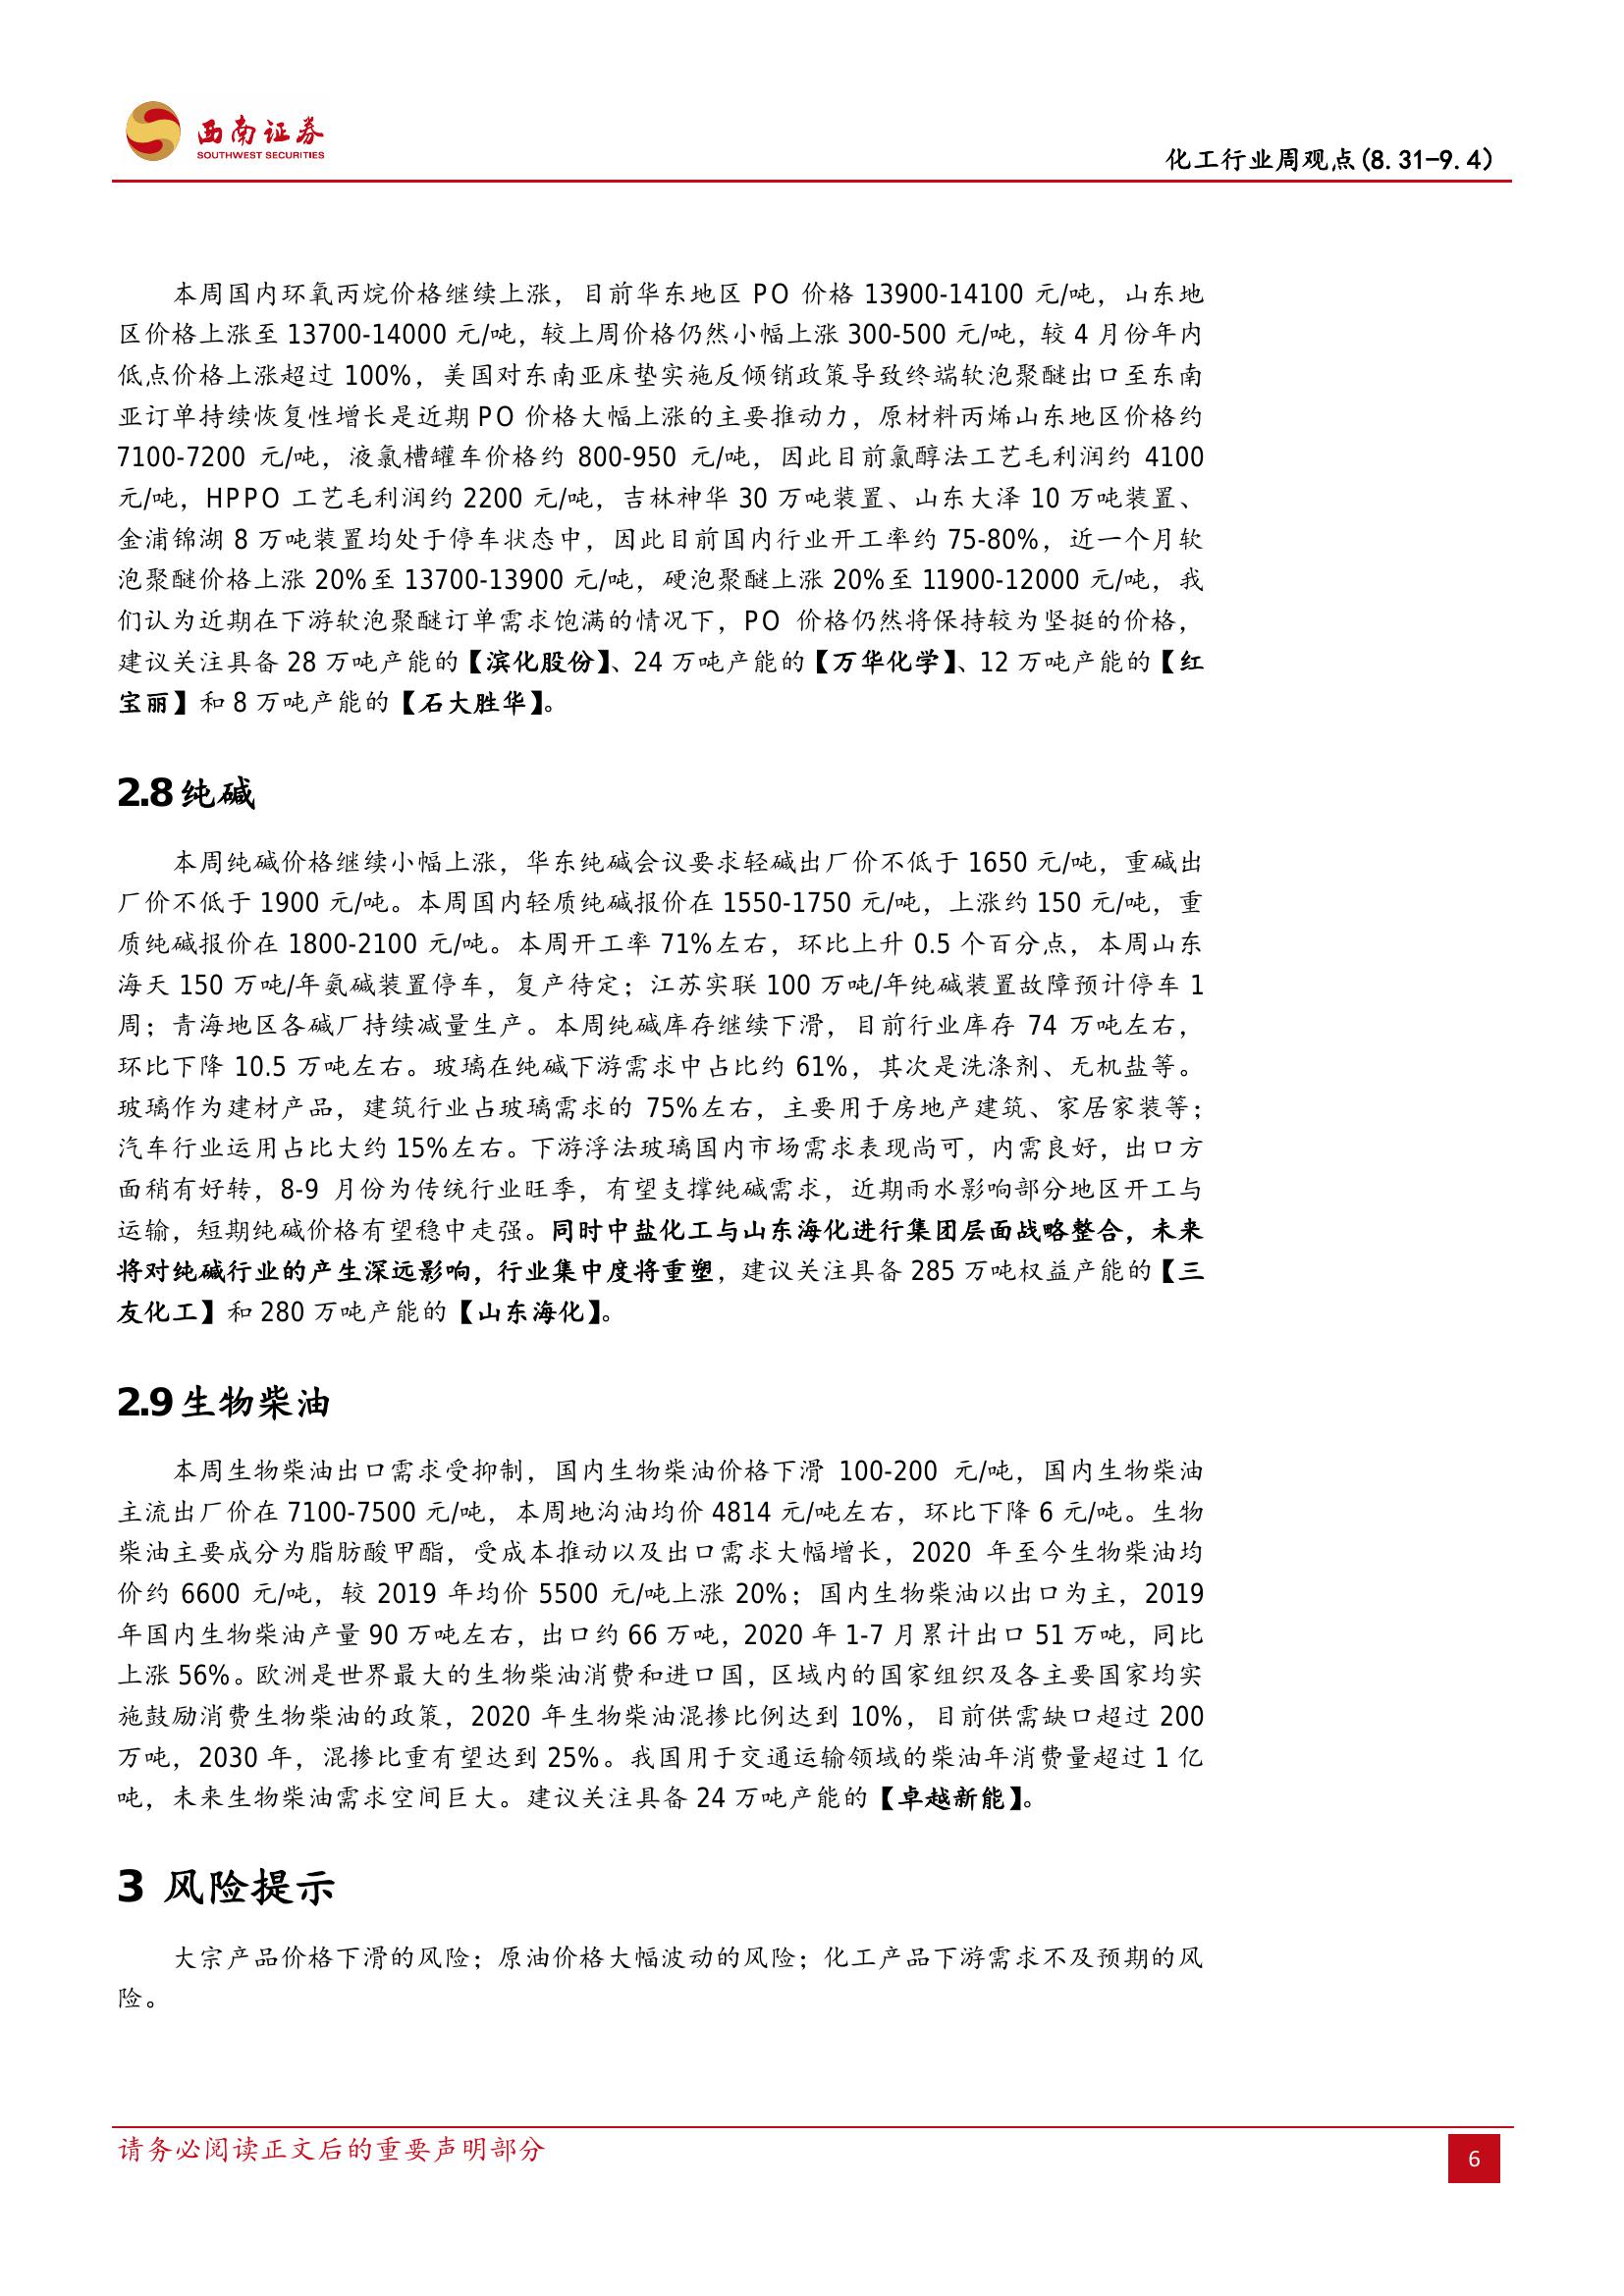 西南证券
SOUTHWEST SECURITIES
化工行业周观点(8.31-9.4)
本周国内环氧丙烷价格继续上涨，目前华东地区 PO 价格 13900-14100 元/吨，山东地
区价格上涨至 13700-14000 元/吨，较上周价格仍然小幅上涨 300-500 元/吨，较 4 月份年内
低点价格上涨超过 100%，美国对东南亚床垫实施反倾销政策导致终端软泡聚醚出口至东南
亚订单持续恢复性增长是近期 PO 价格大幅上涨的主要推动力，原材料丙烯山东地区价格约
7100-7200 元/吨，液氯槽罐车价格约 800-950 元/吨，因此目前氯醇法工艺毛利润约 4100
元/吨，HPPO 工艺毛利润约 2200 元/吨，吉林神华 30 万吨装置、山东大泽 10 万吨装置、
金浦锦湖 8 万吨装置均处于停车状态中，因此目前国内行业开工率约 75-80%，近一个月软
泡聚醚价格上涨 20%至 13700-13900 元/吨，硬泡聚醚上涨 20%至 11900-12000 元/吨，我
们认为近期在下游软泡聚醚订单需求饱满的情况下，PO 价格仍然将保持较为坚挺的价格，
建议关注具备 28 万吨产能的【滨化股份】、24 万吨产能的【万华化学】、12 万吨产能的【红
宝丽】和 8 万吨产能的【石大胜华】。
2.8 纯碱
本周纯碱价格继续小幅上涨，华东纯碱会议要求轻碱出厂价不低于 1650 元/吨，重碱出
厂价不低于 1900 元/吨。本周国内轻质纯碱报价在 1550-1750 元/吨，上涨约 150 元/吨，重
质纯碱报价在 1800-2100 元/吨。本周开工率 71%左右，环比上升 0.5 个百分点，本周山东
海天 150 万吨/年氨碱装置停车，复产待定；江苏实联 100 万吨/年纯碱装置故障预计停车 1
周；青海地区各碱厂持续减量生产。本周纯碱库存继续下滑，目前行业库存 74 万吨左右，
环比下降 10.5 万吨左右。玻璃在纯碱下游需求中占比约 61%，其次是洗涤剂、无机盐等。
玻璃作为建材产品，建筑行业占玻璃需求的 75%左右，主要用于房地产建筑、家居家装等；
汽车行业运用占比大约 15%左右。下游浮法玻璃国内市场需求表现尚可，内需良好，出口方
面稍有好转，8-9 月份为传统行业旺季，有望支撑纯碱需求，近期雨水影响部分地区开工与
运输，短期纯碱价格有望稳中走强。同时中盐化工与山东海化进行集团层面战略整合，未来
将对纯碱行业的产生深远影响，行业集中度将重塑，建议关注具备 285 万吨权益产能的【三
友化工】和 280 万吨产能的【山东海化】。
2.9 生物柴油
本周生物柴油出口需求受抑制，国内生物柴油价格下滑 100-200 元/吨，国内生物柴油
主流出厂价在 7100-7500 元/吨，本周地沟油均价 4814 元/吨左右，环比下降 6 元/吨。生物
柴油主要成分为脂肪酸甲酯，受成本推动以及出口需求大幅增长，2020 年至今生物柴油均
价约 6600 元/吨，较 2019 年均价 5500 元/吨上涨 20%；国内生物柴油以出口为主，2019
年国内生物柴油产量 90 万吨左右，出口约 66 万吨，2020 年 1-7 月累计出口 51 万吨，同比
上涨 56%。欧洲是世界最大的生物柴油消费和进口国，区域内的国家组织及各主要国家均实
施鼓励消费生物柴油的政策，2020 年生物柴油混掺比例达到 10%，目前供需缺口超过 200
万吨，2030 年，混掺比重有望达到 25%。我国用于交通运输领域的柴油年消费量超过 1 亿
吨，未来生物柴油需求空间巨大。建议关注具备 24 万吨产能的【卓越新能】。
3 风险提示
大宗产品价格下滑的风险；原油价格大幅波动的风险；化工产品下游需求不及预期的风
险。
请务必阅读正文后的重要声明部分
6